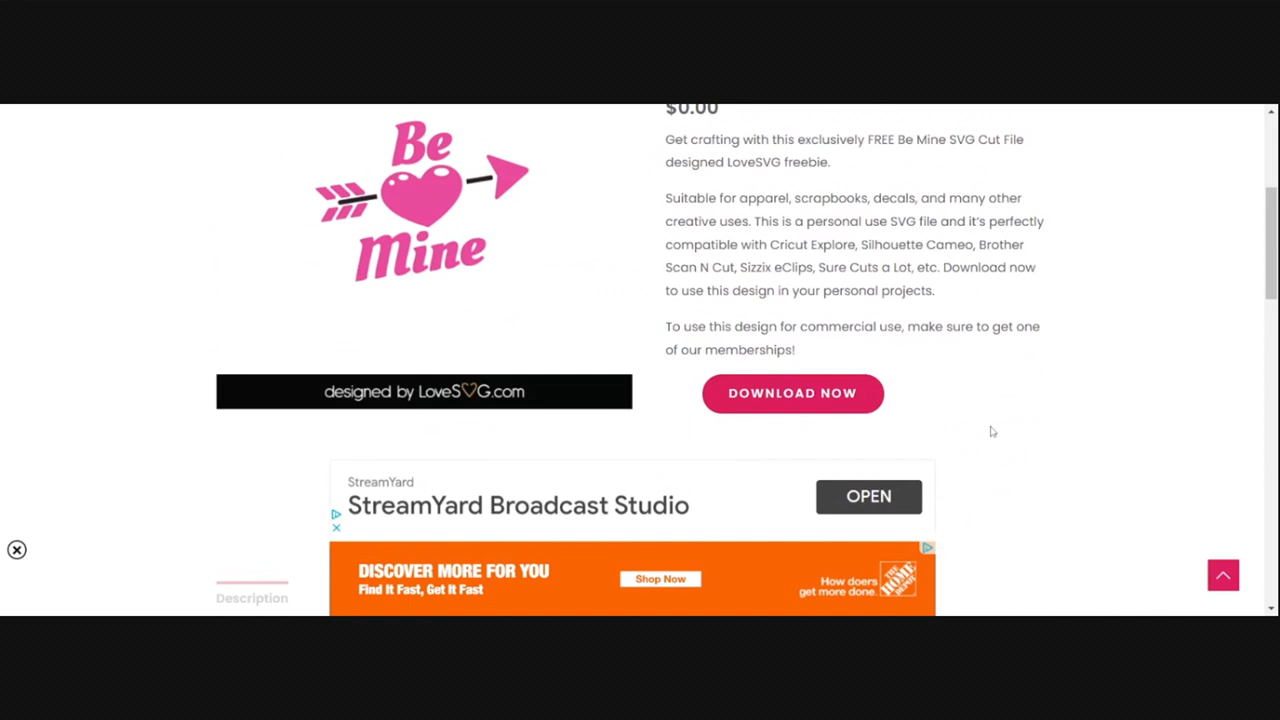 Be
Mine
designed by LoveSVG.com
$0.00
Get crafting with this exclusively FREE Be Mine SVG Cut File
designed LoveSVG freebie.
Suitable for apparel, scrapbooks, decals, and many other
creative uses. This is a personal use SVG file and it's perfectly
compatible with Cricut Explore, Silhouette Cameo, Brother
Scan N Cut, Sizzix eClips, Sure Cuts a Lot, etc. Download now
to use this design in your personal projects.
To use this design for commercial use, make sure to get one
of our memberships!
DOWNLOAD NOW
StreamYard
StreamYard Broadcast Studio
OPEN
DISCOVER MORE FOR YOU
Find It Fast, Get It Fast
Shop Now
How doers
get more done.
THE HOME DEPOT
Description